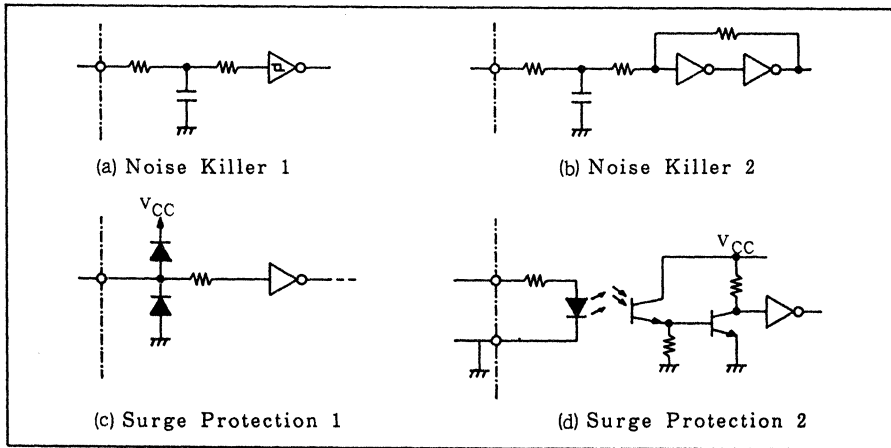 (a) Noise Killer 1
(b) Noise Killer 2
VCC
(c) Surge Protection 1
VCC
(d) Surge Protection 2